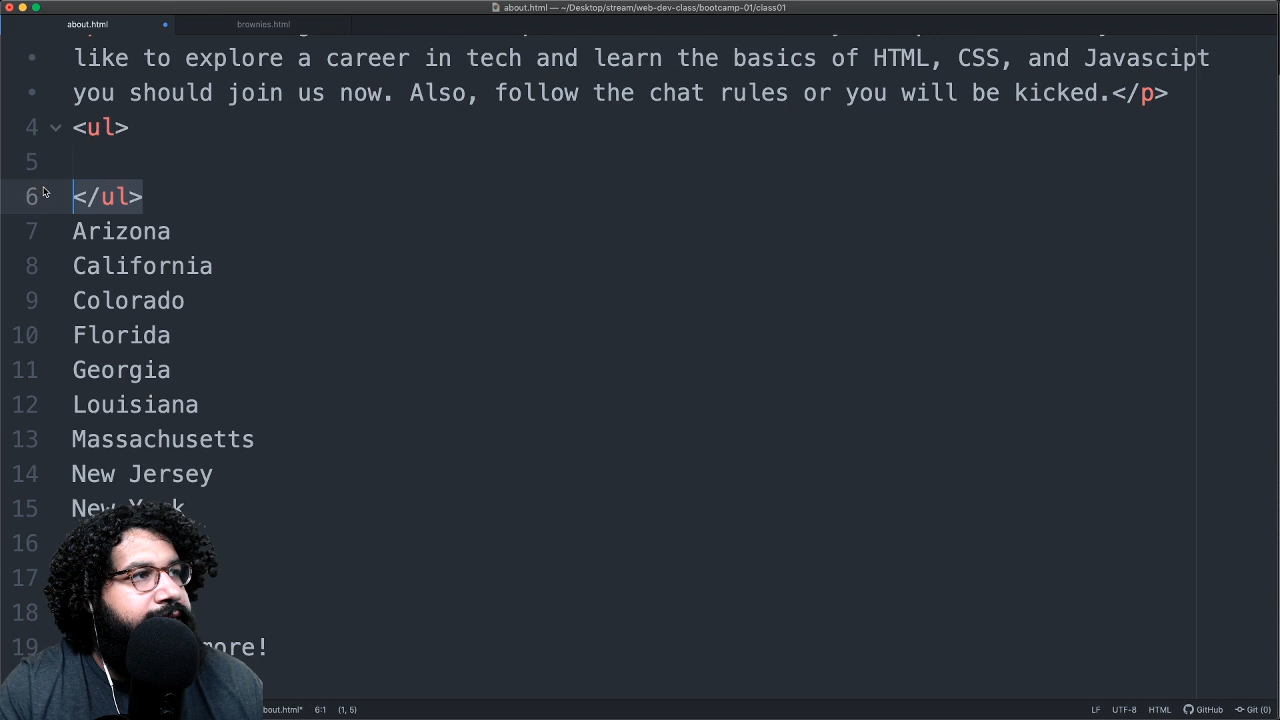 about.html — ~/Desktop/stream/web-dev-class/bootcamp-01/class01
about.html
brownies.html
like to explore a career in tech and learn the basics of HTML, CSS, and Javascipt
you should join us now. Also, follow the chat rules or you will be kicked.</p>
4 <ul>
5
6 </ul>
7 Arizona
8 California
9 Colorado
10 Florida
11 Georgia
12 Louisiana
13 Massachusetts
14 New Jersey
15 New York
16
17
18
19 more!
bout.html* 6:1 (1, 5) LF UTF-8 HTML GitHub Git (0)